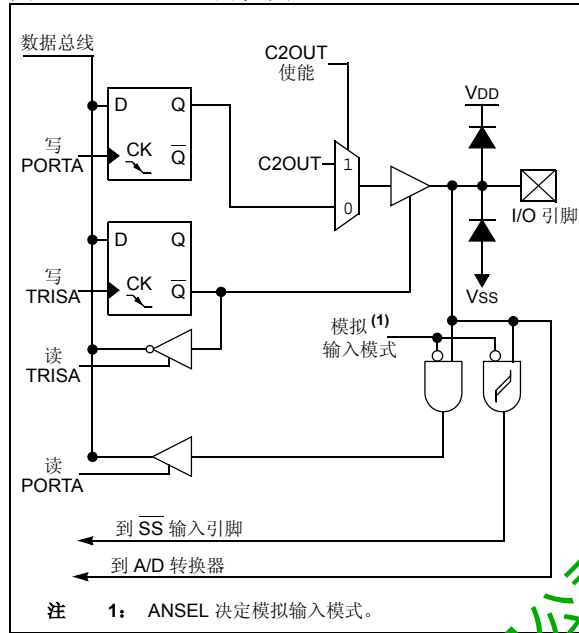 数据总线
C2OUT
使能
VDD
D Q
写
PORTA
CK Q
C2OUT
1
0
I/O 引脚
D Q
写
TRISA
CK Q
VSS
模拟 (1)
输入模式
读
TRISA
读
PORTA
到 SS 输入引脚
到 A/D 转换器
注 1： ANSEL 决定模拟输入模式。